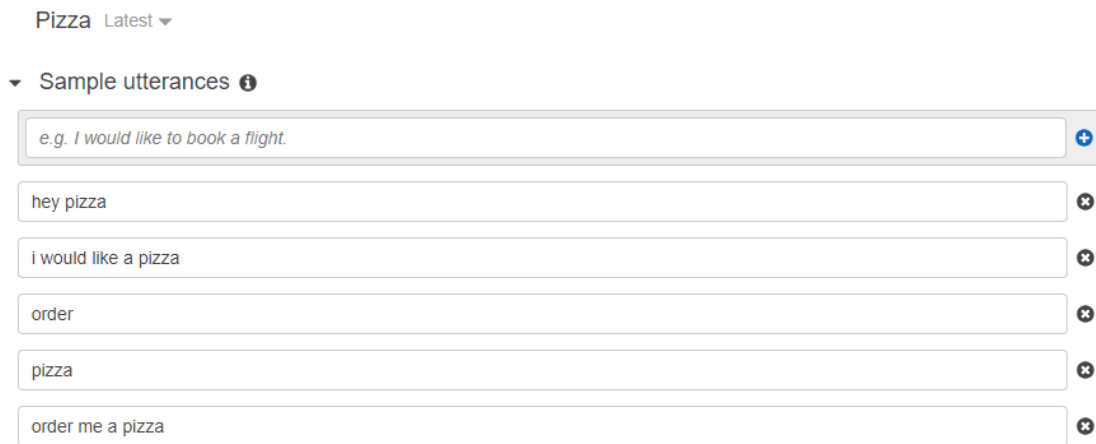 Pizza Latest
Sample utterances
e.g. I would like to book a flight.
hey pizza
i would like a pizza
order
pizza
order me a pizza